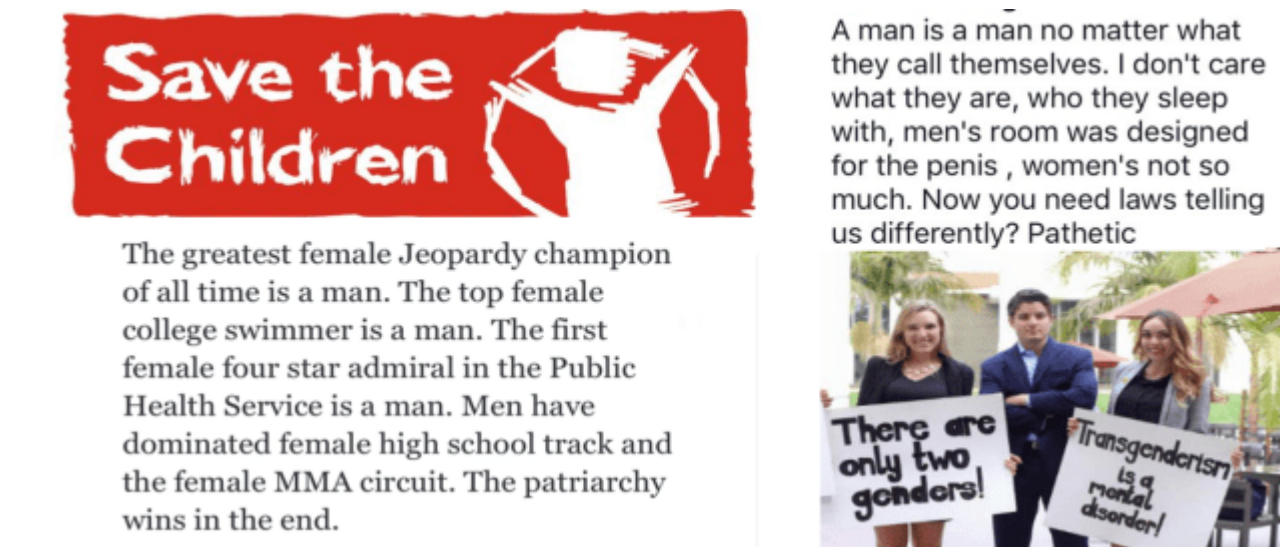 Save the
Children
The greatest female Jeopardy champion
of all time is a man. The top female
college swimmer is a man. The first
female four star admiral in the Public
Health Service is a man. Men have
dominated female high school track and
the female MMA circuit. The patriarchy
wins in the end.
A man is a man no matter what
they call themselves. I don't care
what they are, who they sleep
with, men's room was designed
for the penis , women's not so
much. Now you need laws telling
us differently? Pathetic
There are
only two
genders!
Transgenderism
is a
mental
disorder!